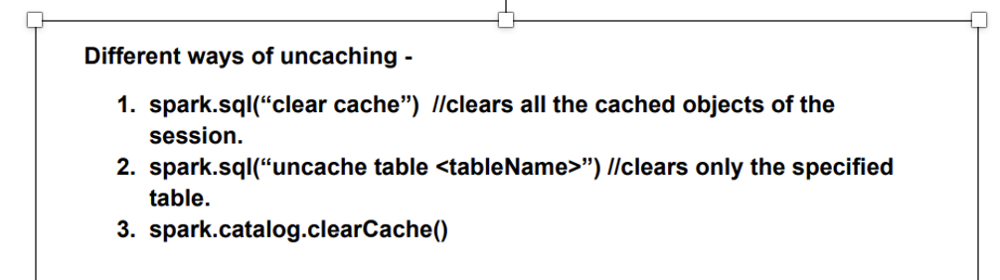 Different ways of uncaching -
1. spark.sql(“clear cache”) //clears all the cached objects of the
session.
2. spark.sql(“uncache table <tableName>”) //clears only the specified
table.
3. spark.catalog.clearCache()